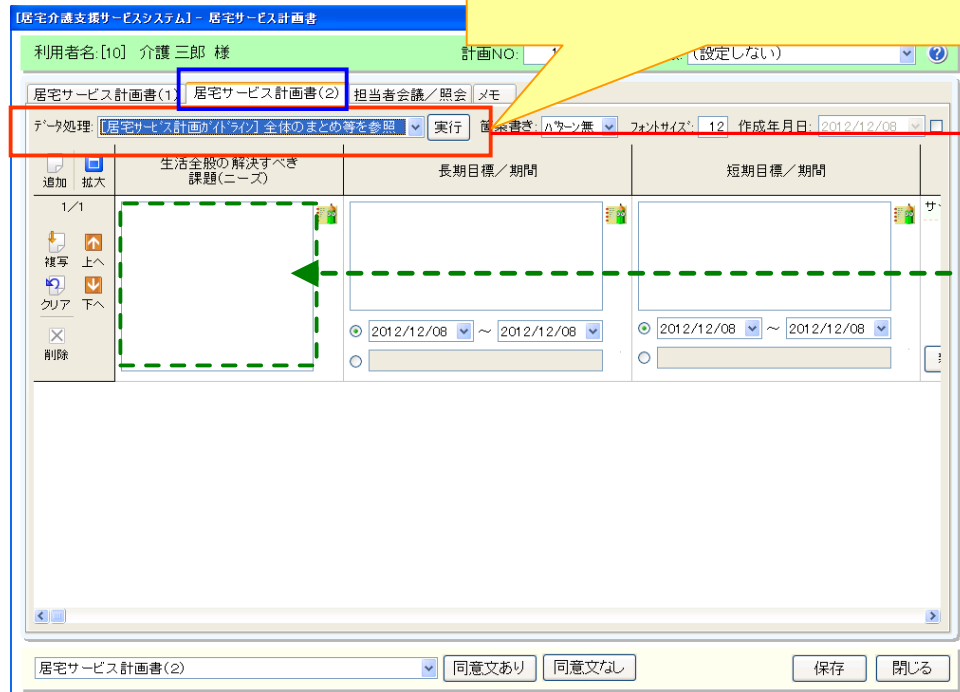 [居宅介護支援サービスシステム] - 居宅サービス計画書
利用者名:[10] 介護 三郎 様 計画NO: 1 (設定しない)
居宅サービス計画書(1) 居宅サービス計画書(2) 担当者会議／照会 メモ
ﾃﾞｰﾀ処理: [居宅ｻｰﾋﾞｽ計画ｶﾞｲﾄﾞﾗｲﾝ] 全体のまとめ等を参照 実行 箇条書き: ﾊﾟﾀｰﾝ無 ﾌｫﾝﾄｻｲｽﾞ: 12 作成年月日: 2012/12/08
追加 拡大 生活全般の解決すべき 長期目標／期間 短期目標／期間
課題(ニーズ)
1/1 サ
複写 上へ
クリア 下へ
2012/12/08 ～ 2012/12/08 2012/12/08 ～ 2012/12/08
削除
居宅サービス計画書(2) 同意文あり 同意文なし 保存 閉じる